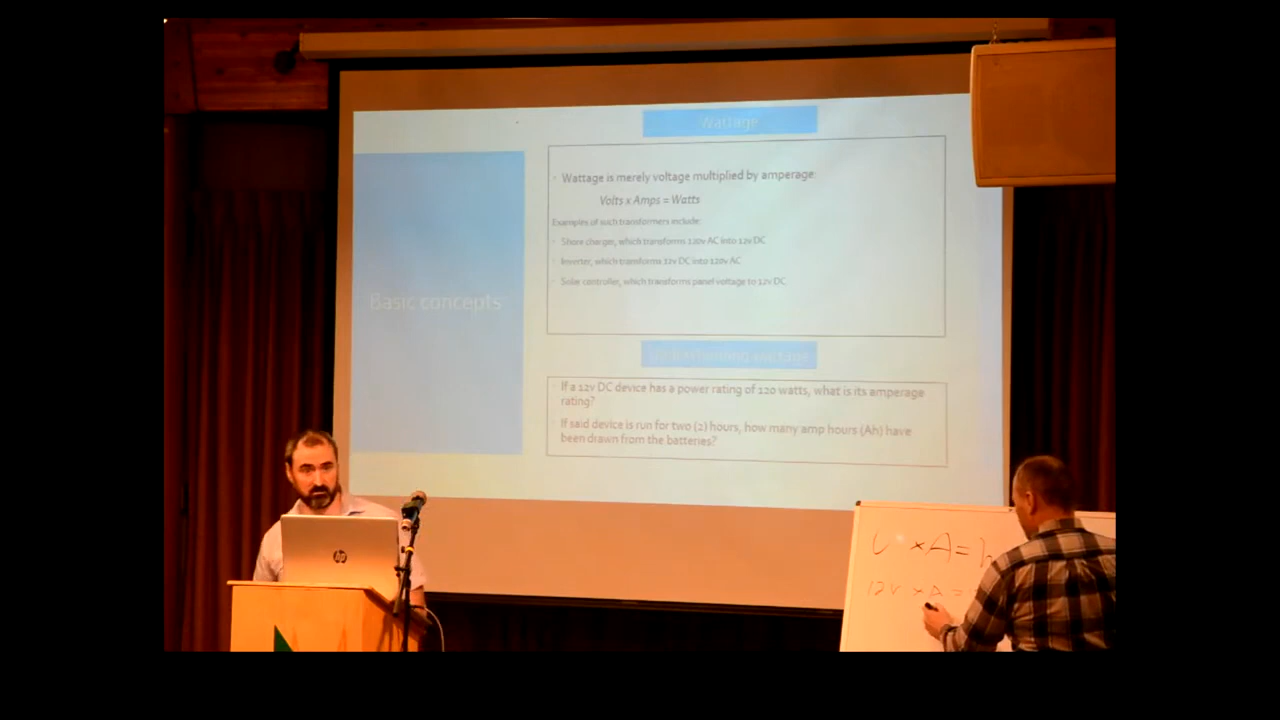 Wattage
Wattage is merely voltage multiplied by amperage:
Volts x Amps = Watts
Examples of such transformers include:
Shore charger, which transforms 120v AC into 12v DC
Inverter, which transforms 12v DC into 120v AC
Solar controller, which transforms panel voltage to 12v DC
Basic concepts
Understanding wattage
If a 12v DC device has a power rating of 120 watts, what is its amperage
rating?
If said device is run for two (2) hours, how many amp hours (Ah) have
been drawn from the batteries?
hp
V × A =
12V × A =